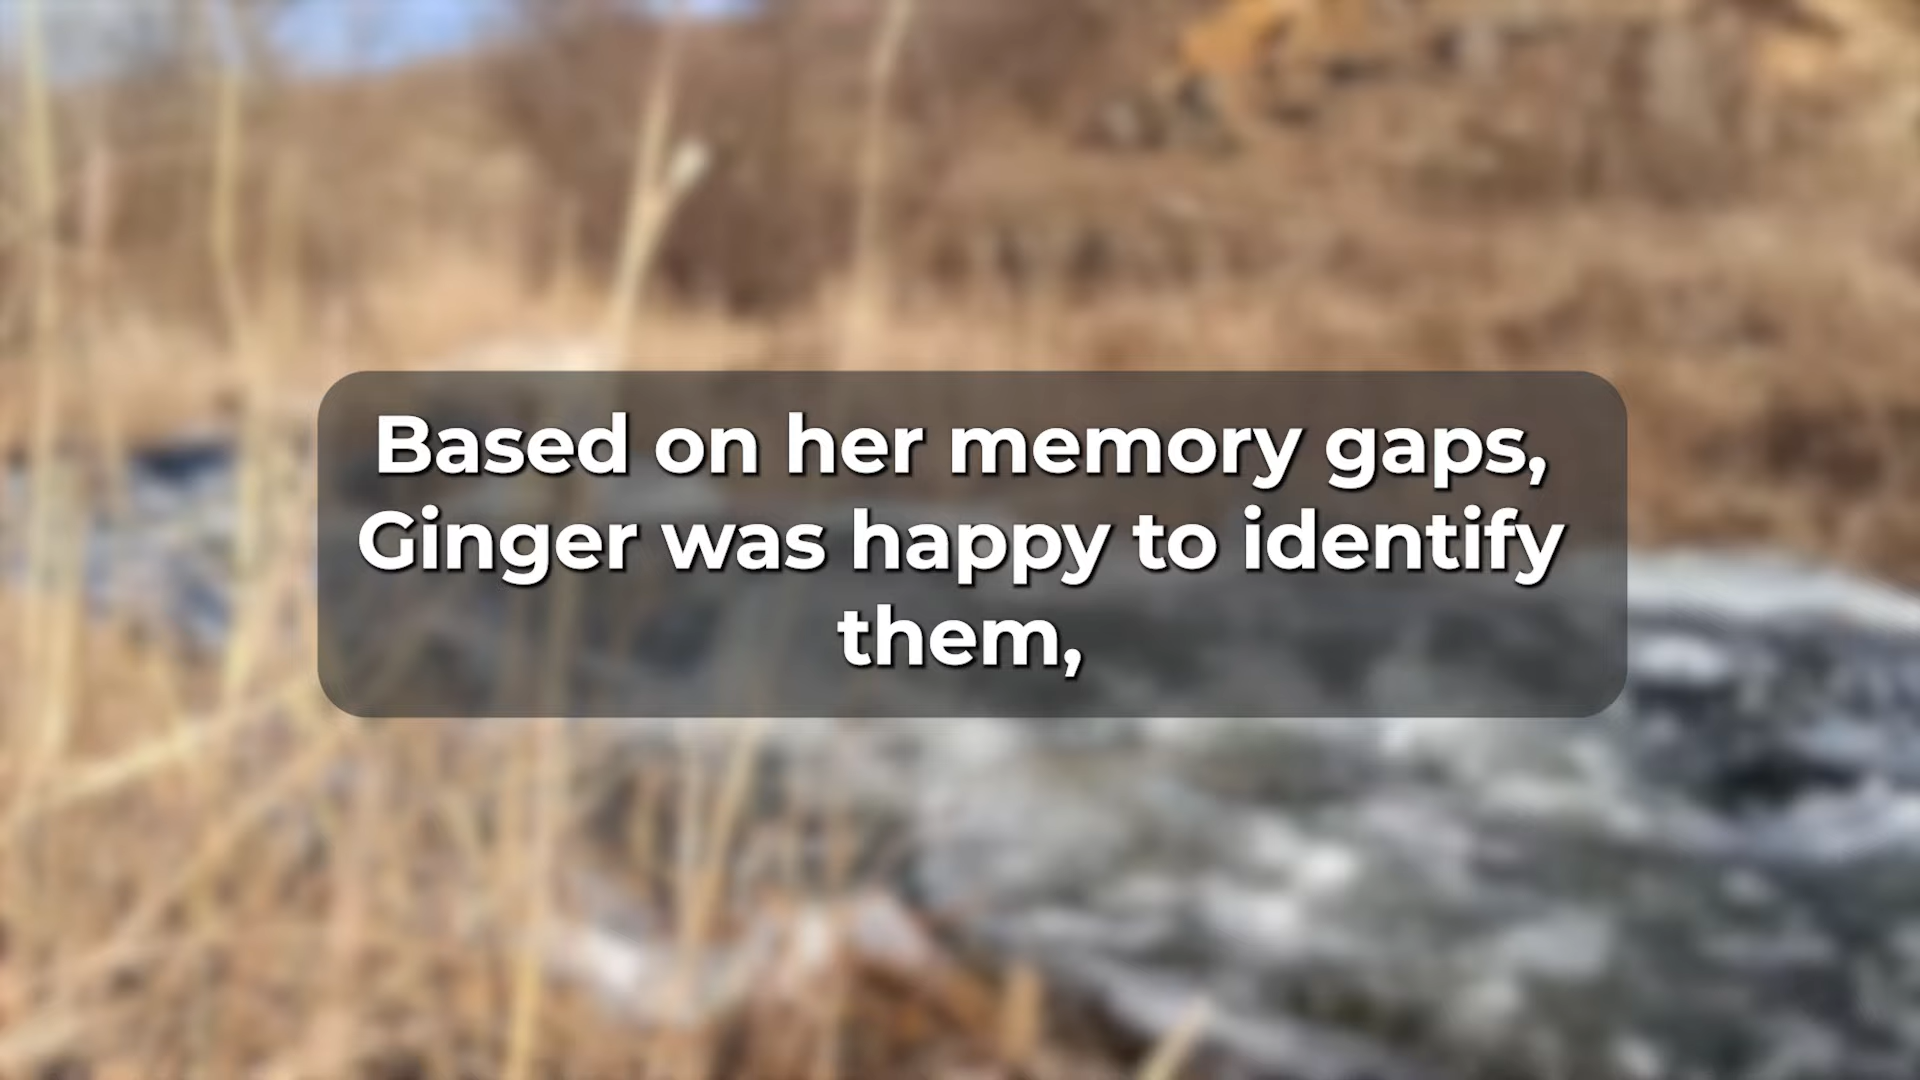 Based on her memory gaps,
Ginger was happy to identify
them,